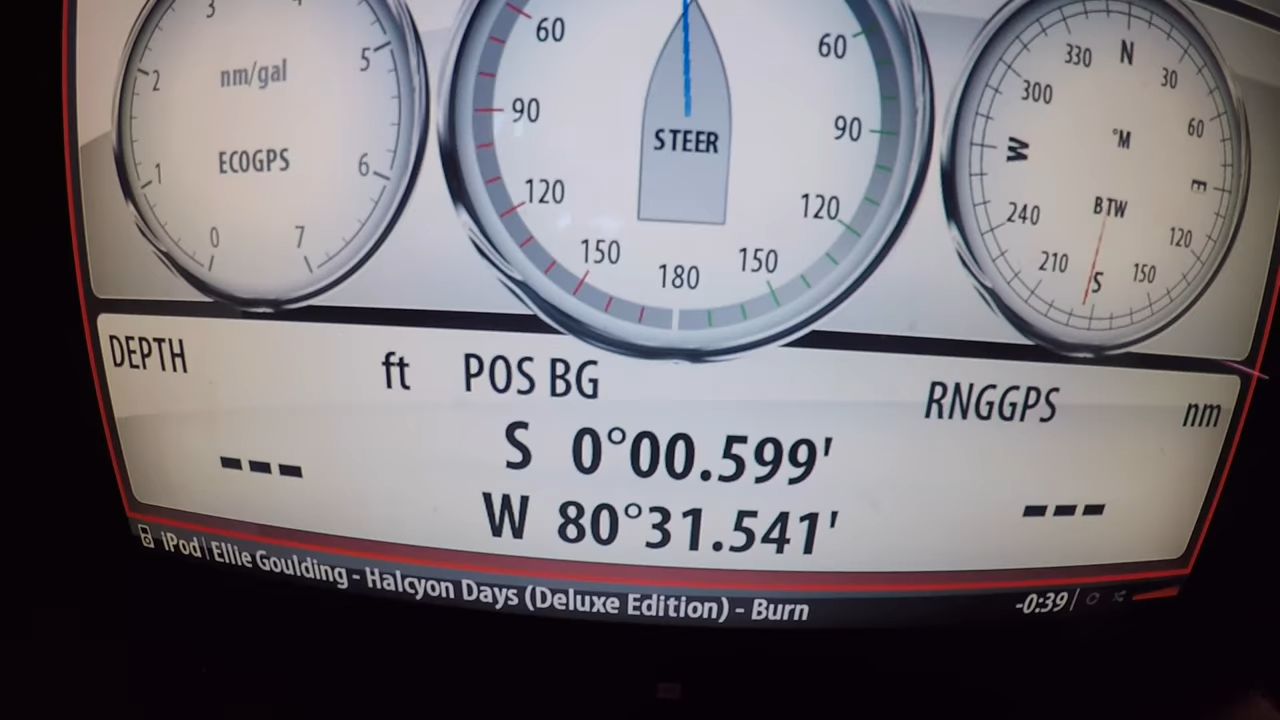 3 4
2 nm/gal 5
1 ECOGPS 6
0 7
60 60
90 STEER 90
120 120
150 180 150
330 N 30
300 °M 60
W E
240 BTW 120
210 S 150
DEPTH ft
---
POS BG
S 0°00.599'
W 80°31.541'
RNGGPS nm
---
iPod | Ellie Goulding - Halcyon Days (Deluxe Edition) - Burn -0:39 |